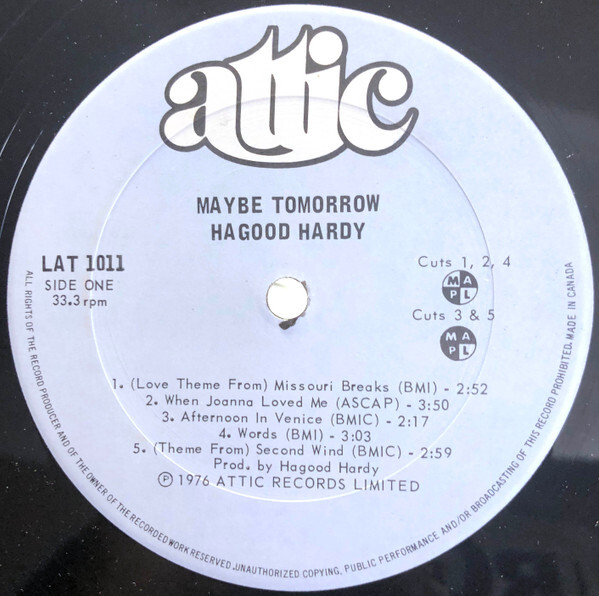 attic
MAYBE TOMORROW
HAGOOD HARDY
LAT 1011
SIDE ONE
33.3 rpm
Cuts 1, 2, 4
M A P L
Cuts 3 & 5
M A P L
1. (Love Theme From) Missouri Breaks (BMI) - 2:52
2. When Joanna Loved Me (ASCAP) - 3:50
3. Afternoon In Venice (BMIC) - 2:17
4. Words (BMI) - 3:03
5. (Theme From) Second Wind (BMIC) - 2:59
Prod. by Hagood Hardy
Ⓟ 1976 ATTIC RECORDS LIMITED
ALL RIGHTS OF THE RECORD PRODUCER AND OF THE OWNER OF THE RECORDED WORK RESERVED. UNAUTHORIZED COPYING, PUBLIC PERFORMANCE AND/OR BROADCASTING OF THIS RECORD PROHIBITED. MADE IN CANADA